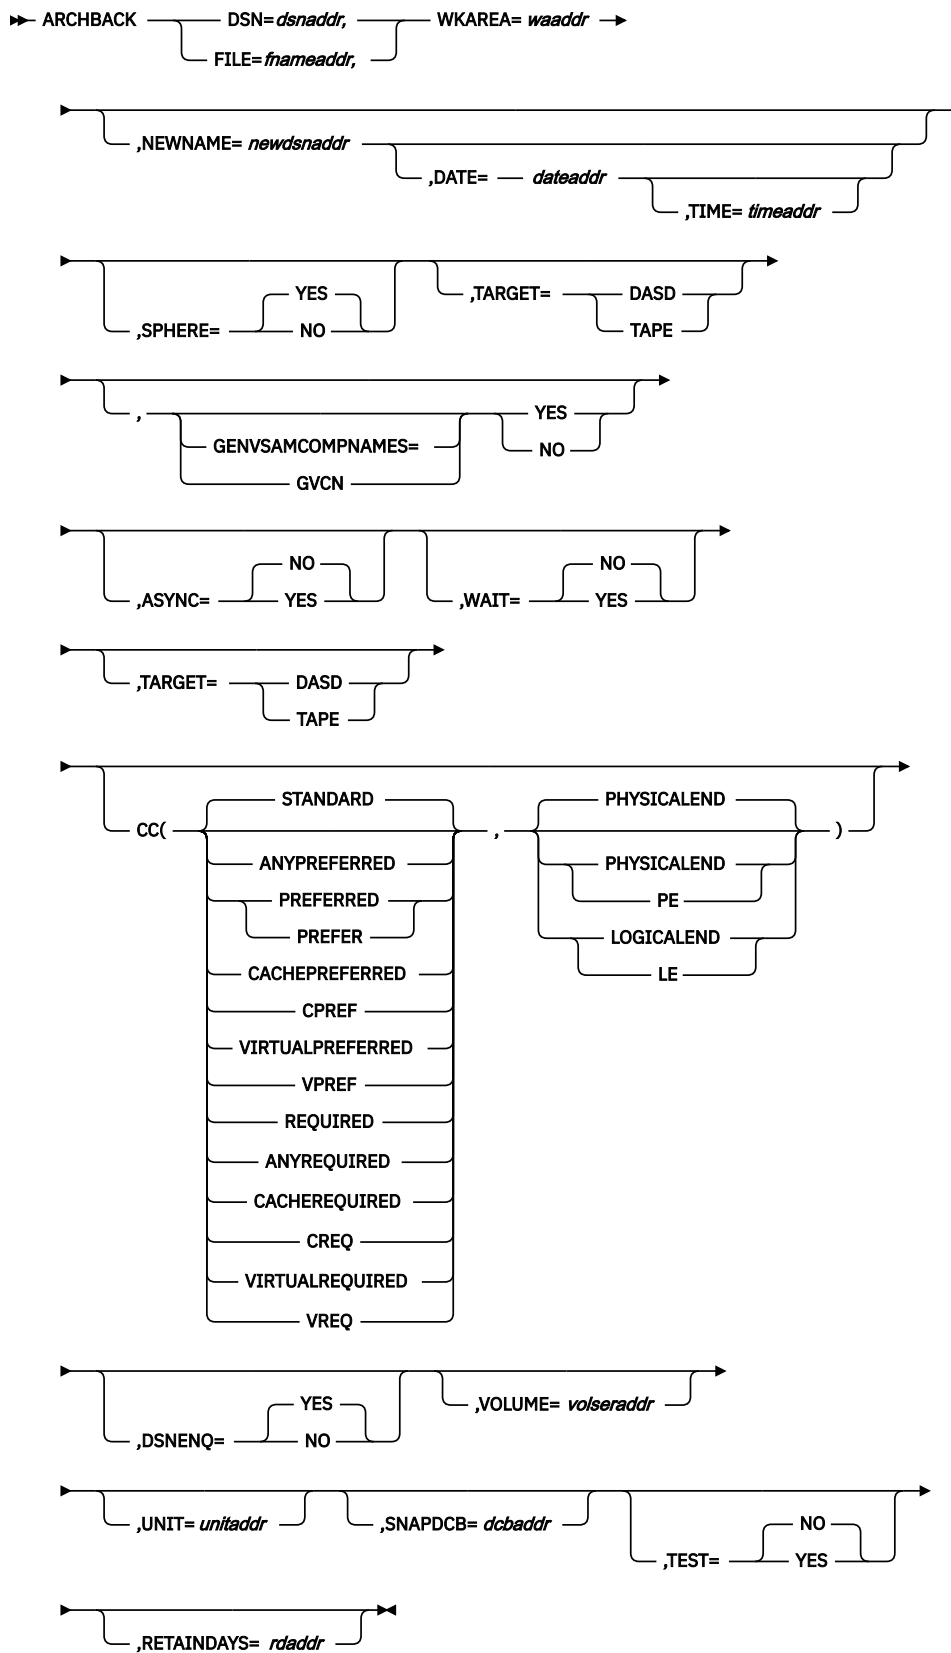 ARCHBACK DSN= dsnaddr, WKAREA= waaddr
FILE= fnameaddr,
,NEWNAME= newdsnaddr
,DATE= dateaddr
,TIME= timeaddr
YES ,TARGET= DASD
,SPHERE= NO TAPE
, YES
GENVSAMCOMPNAMES= NO
GVCN
NO NO
,ASYNC= YES ,WAIT= YES
,TARGET= DASD
TAPE
STANDARD PHYSICALEND
CC( , )
ANYPREFERRED PHYSICALEND
PREFERRED PE
PREFER LOGICALEND
CACHEPREFERRED LE
CPREF
VIRTUALPREFERRED
VPREF
REQUIRED
ANYREQUIRED
CACHEREQUIRED
CREQ
VIRTUALREQUIRED
VREQ
YES ,VOLUME= volseraddr
,DSNENQ= NO
,UNIT= unitaddr ,SNAPDCB= dcbaddr NO
,TEST= YES
,RETAINDAYS= rdaddr